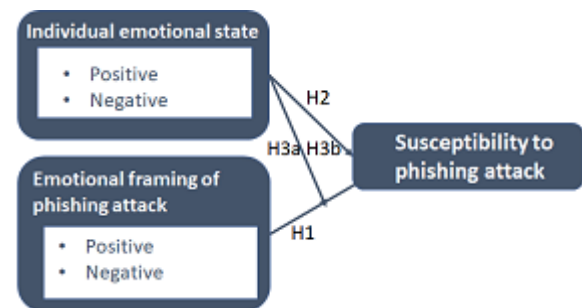 Individual emotional state
• Positive
• Negative
H2
H3a H3b
Susceptibility to
phishing attack
Emotional framing of
phishing attack
H1
• Positive
• Negative